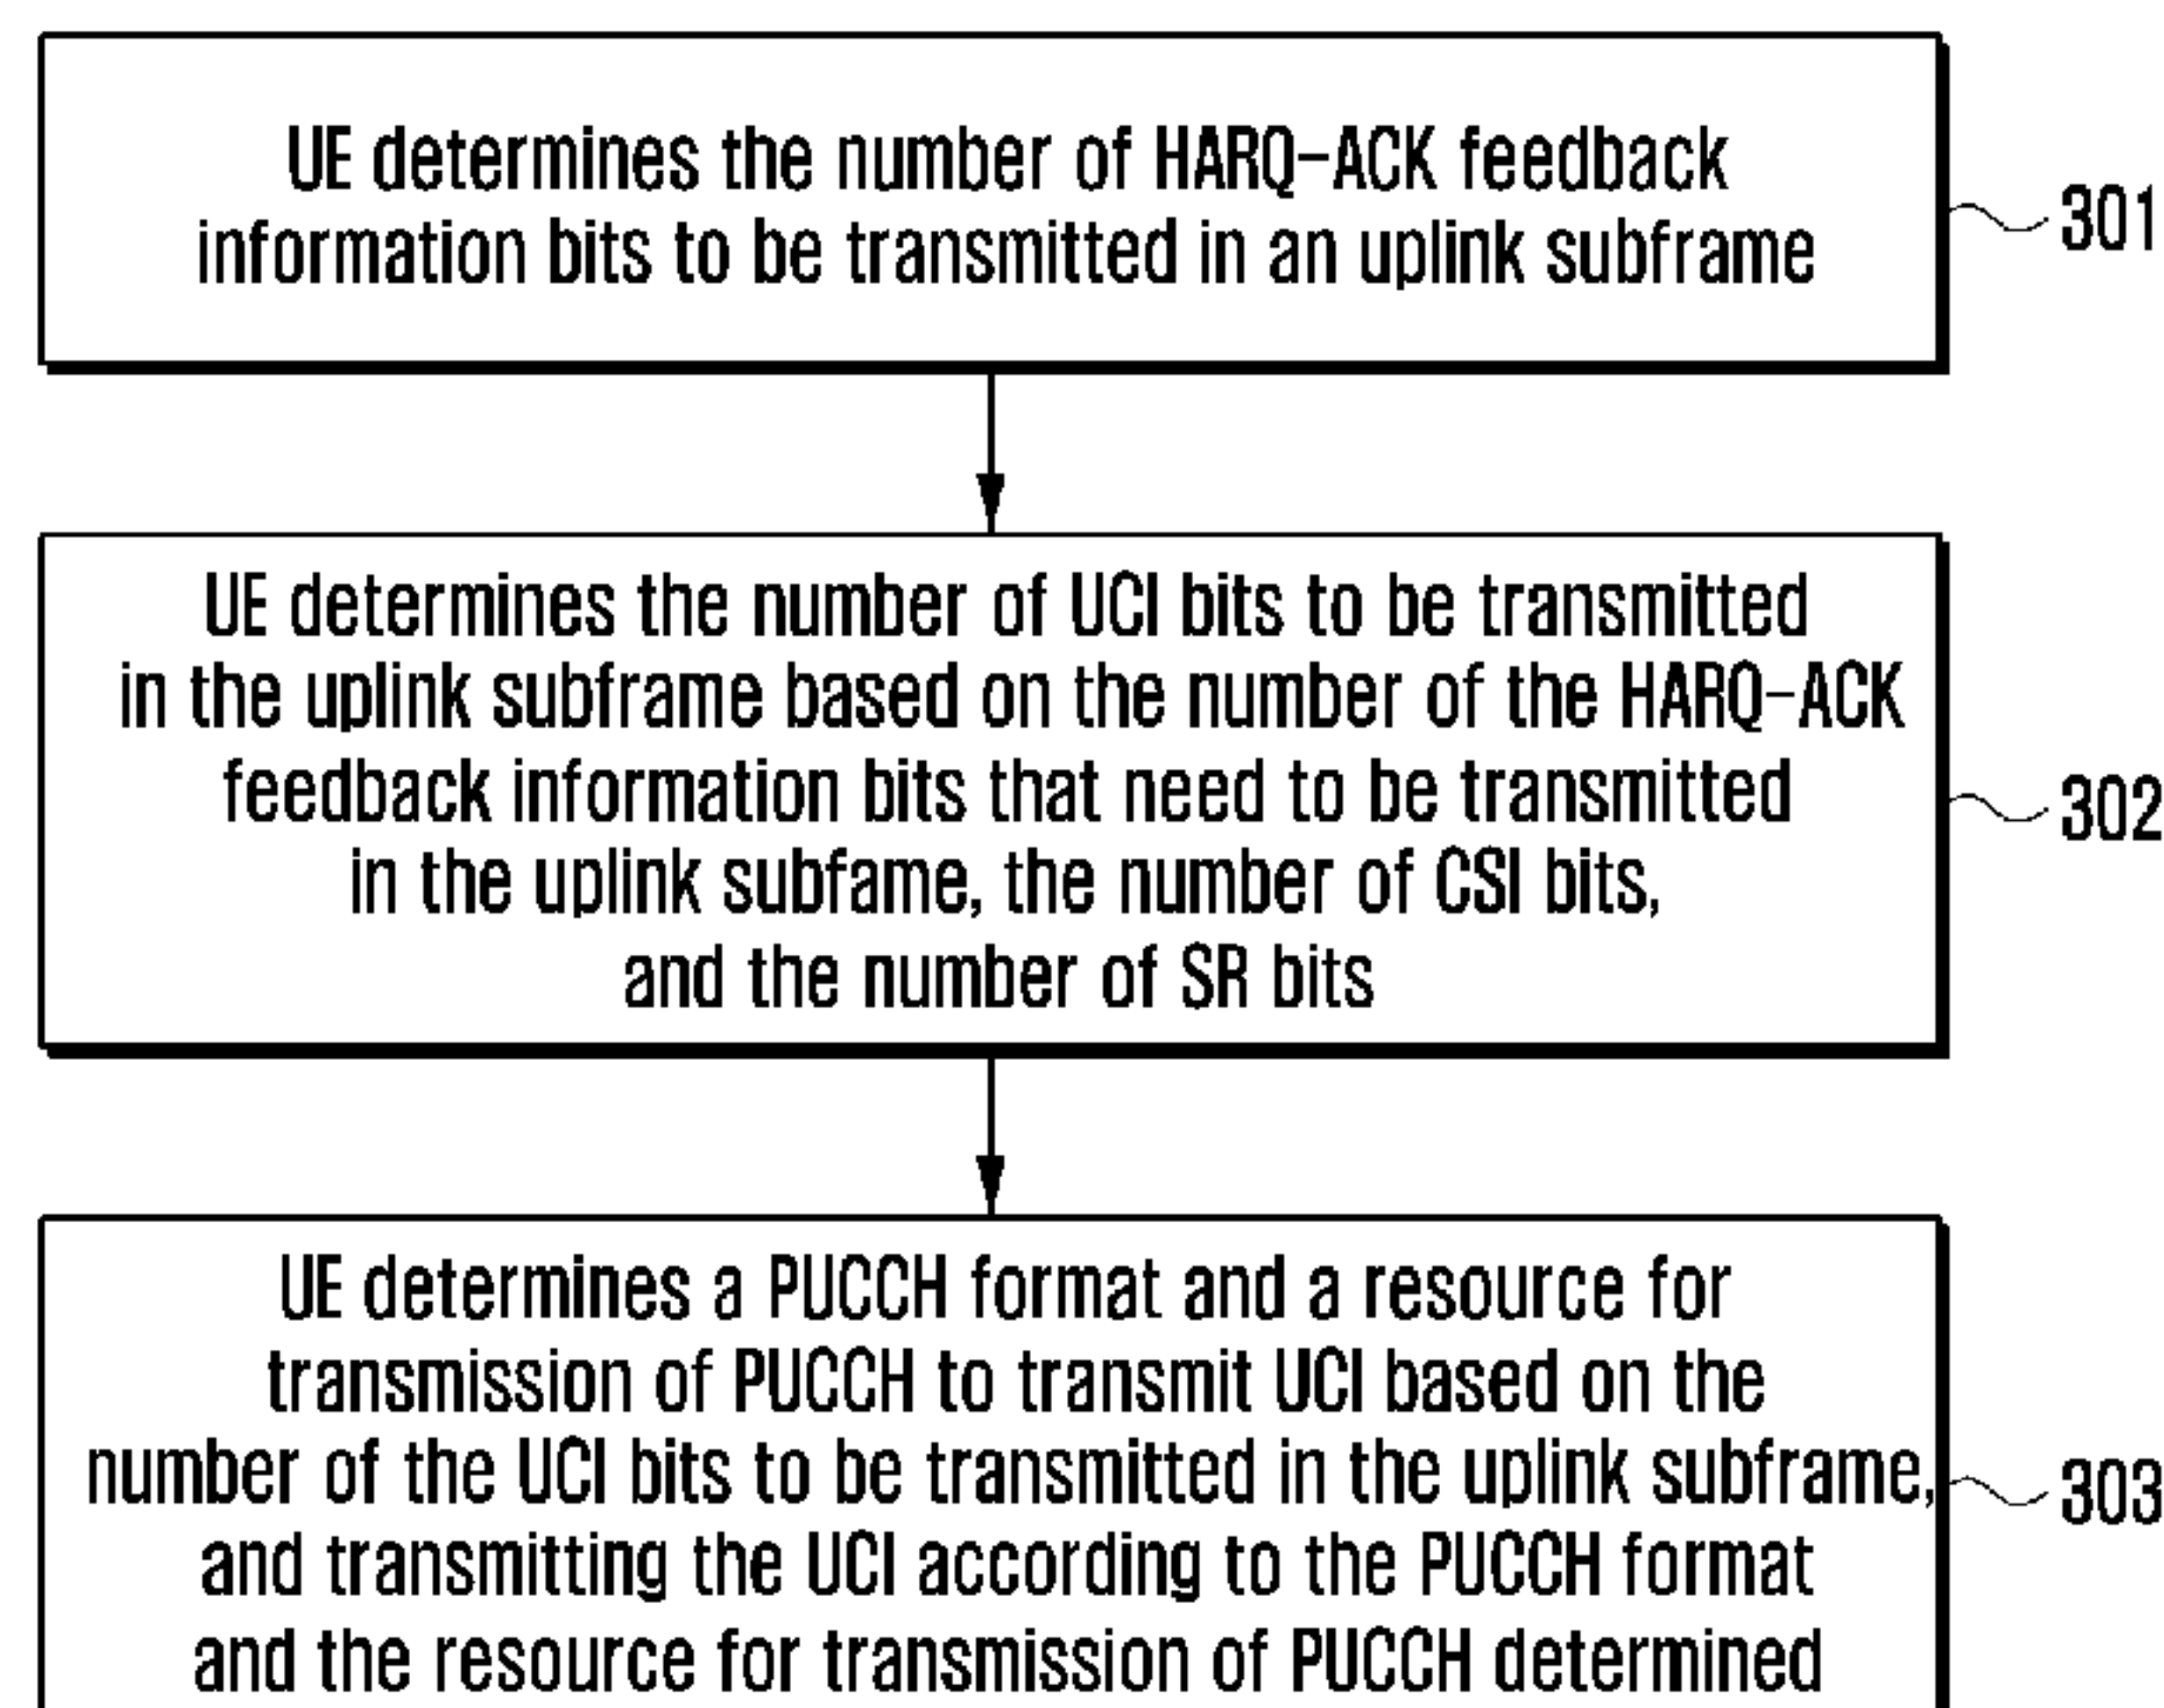 UE determines the number of HARQ-ACK feedback
information bits to be transmitted in an uplink subframe
301
UE determines the number of UCI bits to be transmitted
in the uplink subframe based on the number of the HARQ-ACK
feedback information bits that need to be transmitted
in the uplink subfame, the number of CSI bits,
and the number of SR bits
302
UE determines a PUCCH format and a resource for
transmission of PUCCH to transmit UCI based on the
number of the UCI bits to be transmitted in the uplink subframe,
and transmitting the UCI according to the PUCCH format
and the resource for transmission of PUCCH determined
303